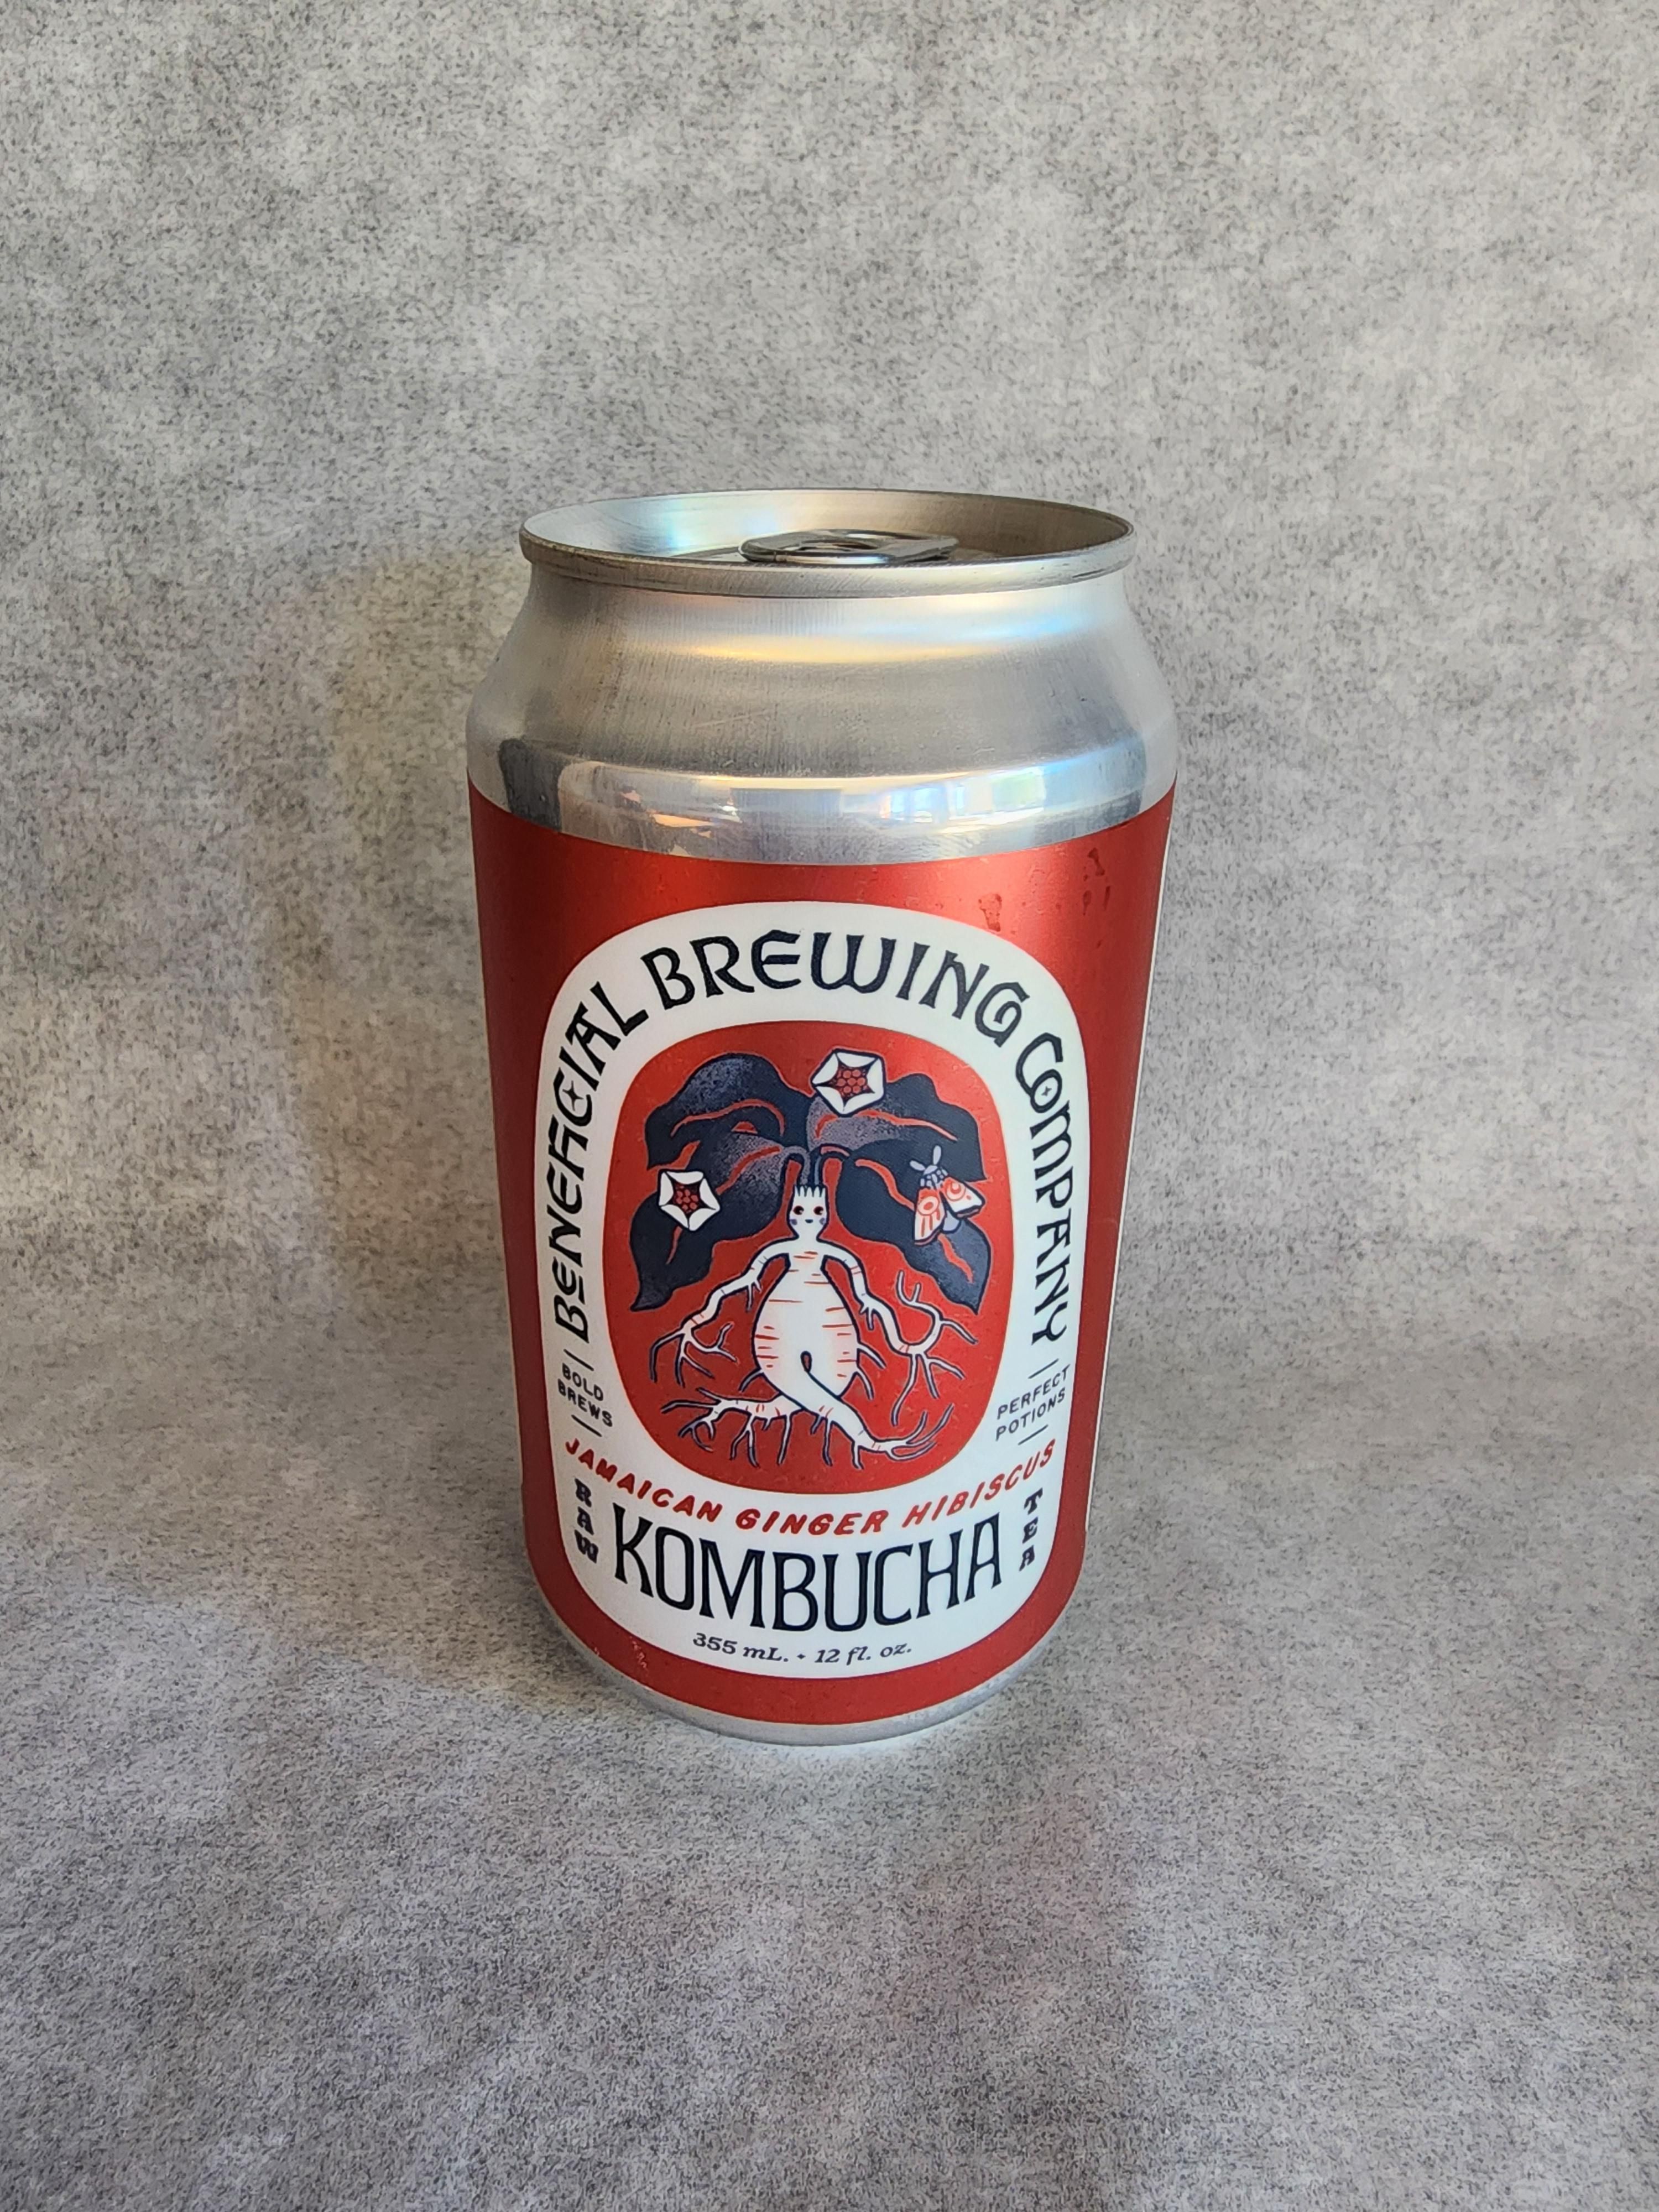 BENEFICIAL BREWING COMPANY
BOLD
BREWS
PERFECT
POTIONS
JAMAICAN GINGER HIBISCUS
RAW
KOMBUCHA
TEA
355 mL. • 12 fl. oz.